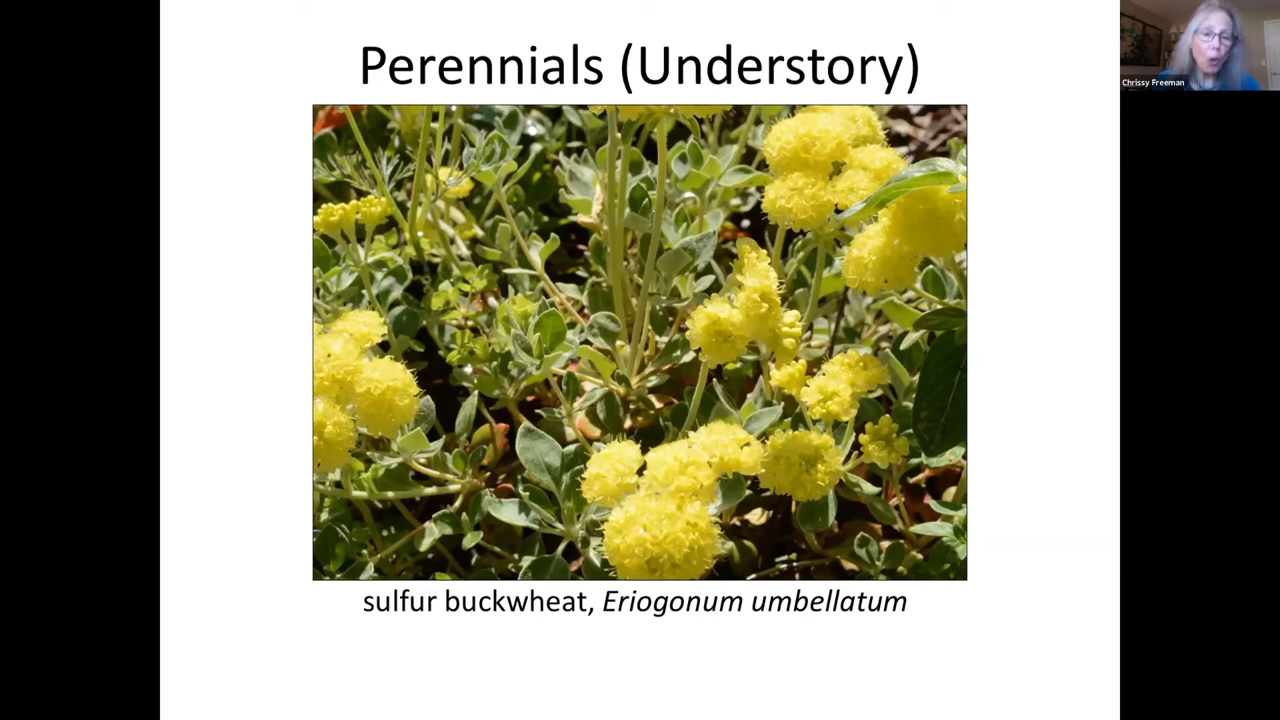 Perennials (Understory)
Chrissy Freeman
sulfur buckwheat, Eriogonum umbellatum